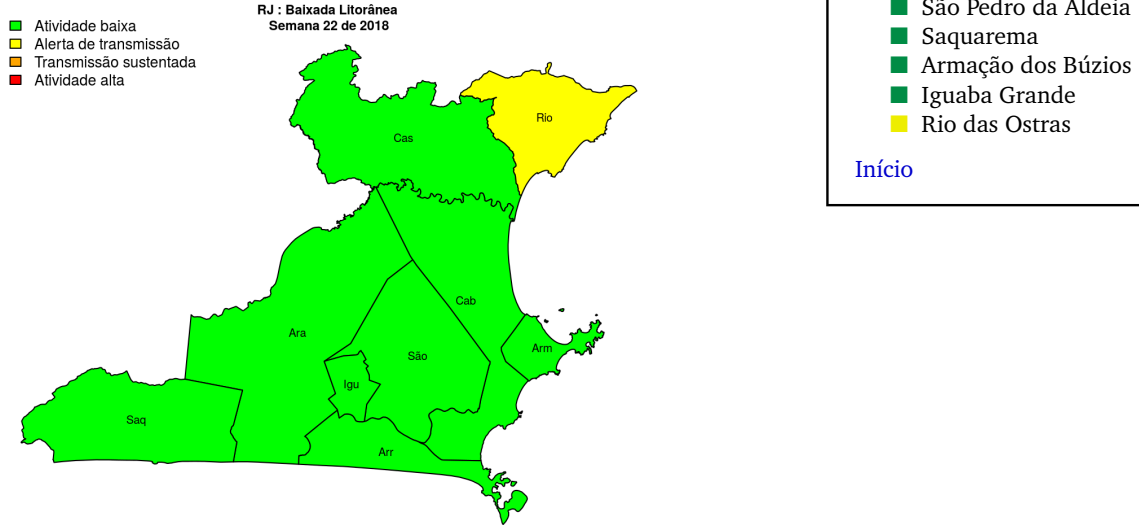 RJ : Baixada Litorânea
Semana 22 de 2018
Atividade baixa
Alerta de transmissão
Transmissão sustentada
Atividade alta
Rio
Cas
Cab
Ara
Arm
São
Igu
Saq
Arr
São Pedro da Aldeia
Saquarema
Armação dos Búzios
Iguaba Grande
Rio das Ostras
Início